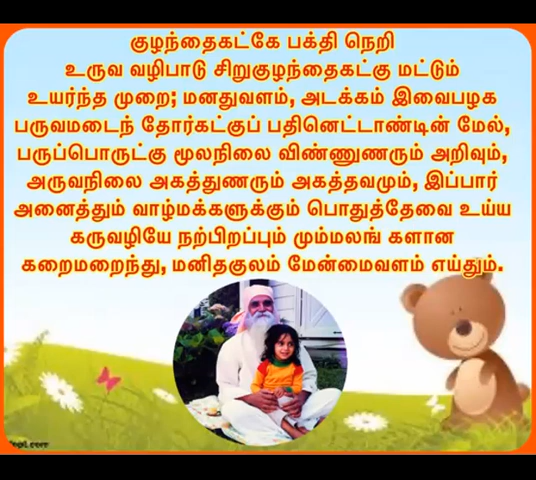 குழந்தைகட்கே பக்தி நெறி
உருவ வழிபாடு சிறுகுழந்தைகட்கு மட்டும்
உயர்ந்த முறை; மனதுவளம், அடக்கம் இவைபழக
பருவமடைந் தோர்கட்குப் பதினெட்டாண்டின் மேல்,
பருப்பொருட்கு மூலநிலை விண்ணுணரும் அறிவும்,
அருவநிலை அகத்துணரும் அகத்தவமும், இப்பார்
அனைத்தும் வாழ்மக்களுக்கும் பொதுத்தேவை உய்ய
கருவழியே நற்பிறப்பும் மும்மலங் களான
கறைமறைந்து, மனிதகுலம் மேன்மைவளம் எய்தும்.